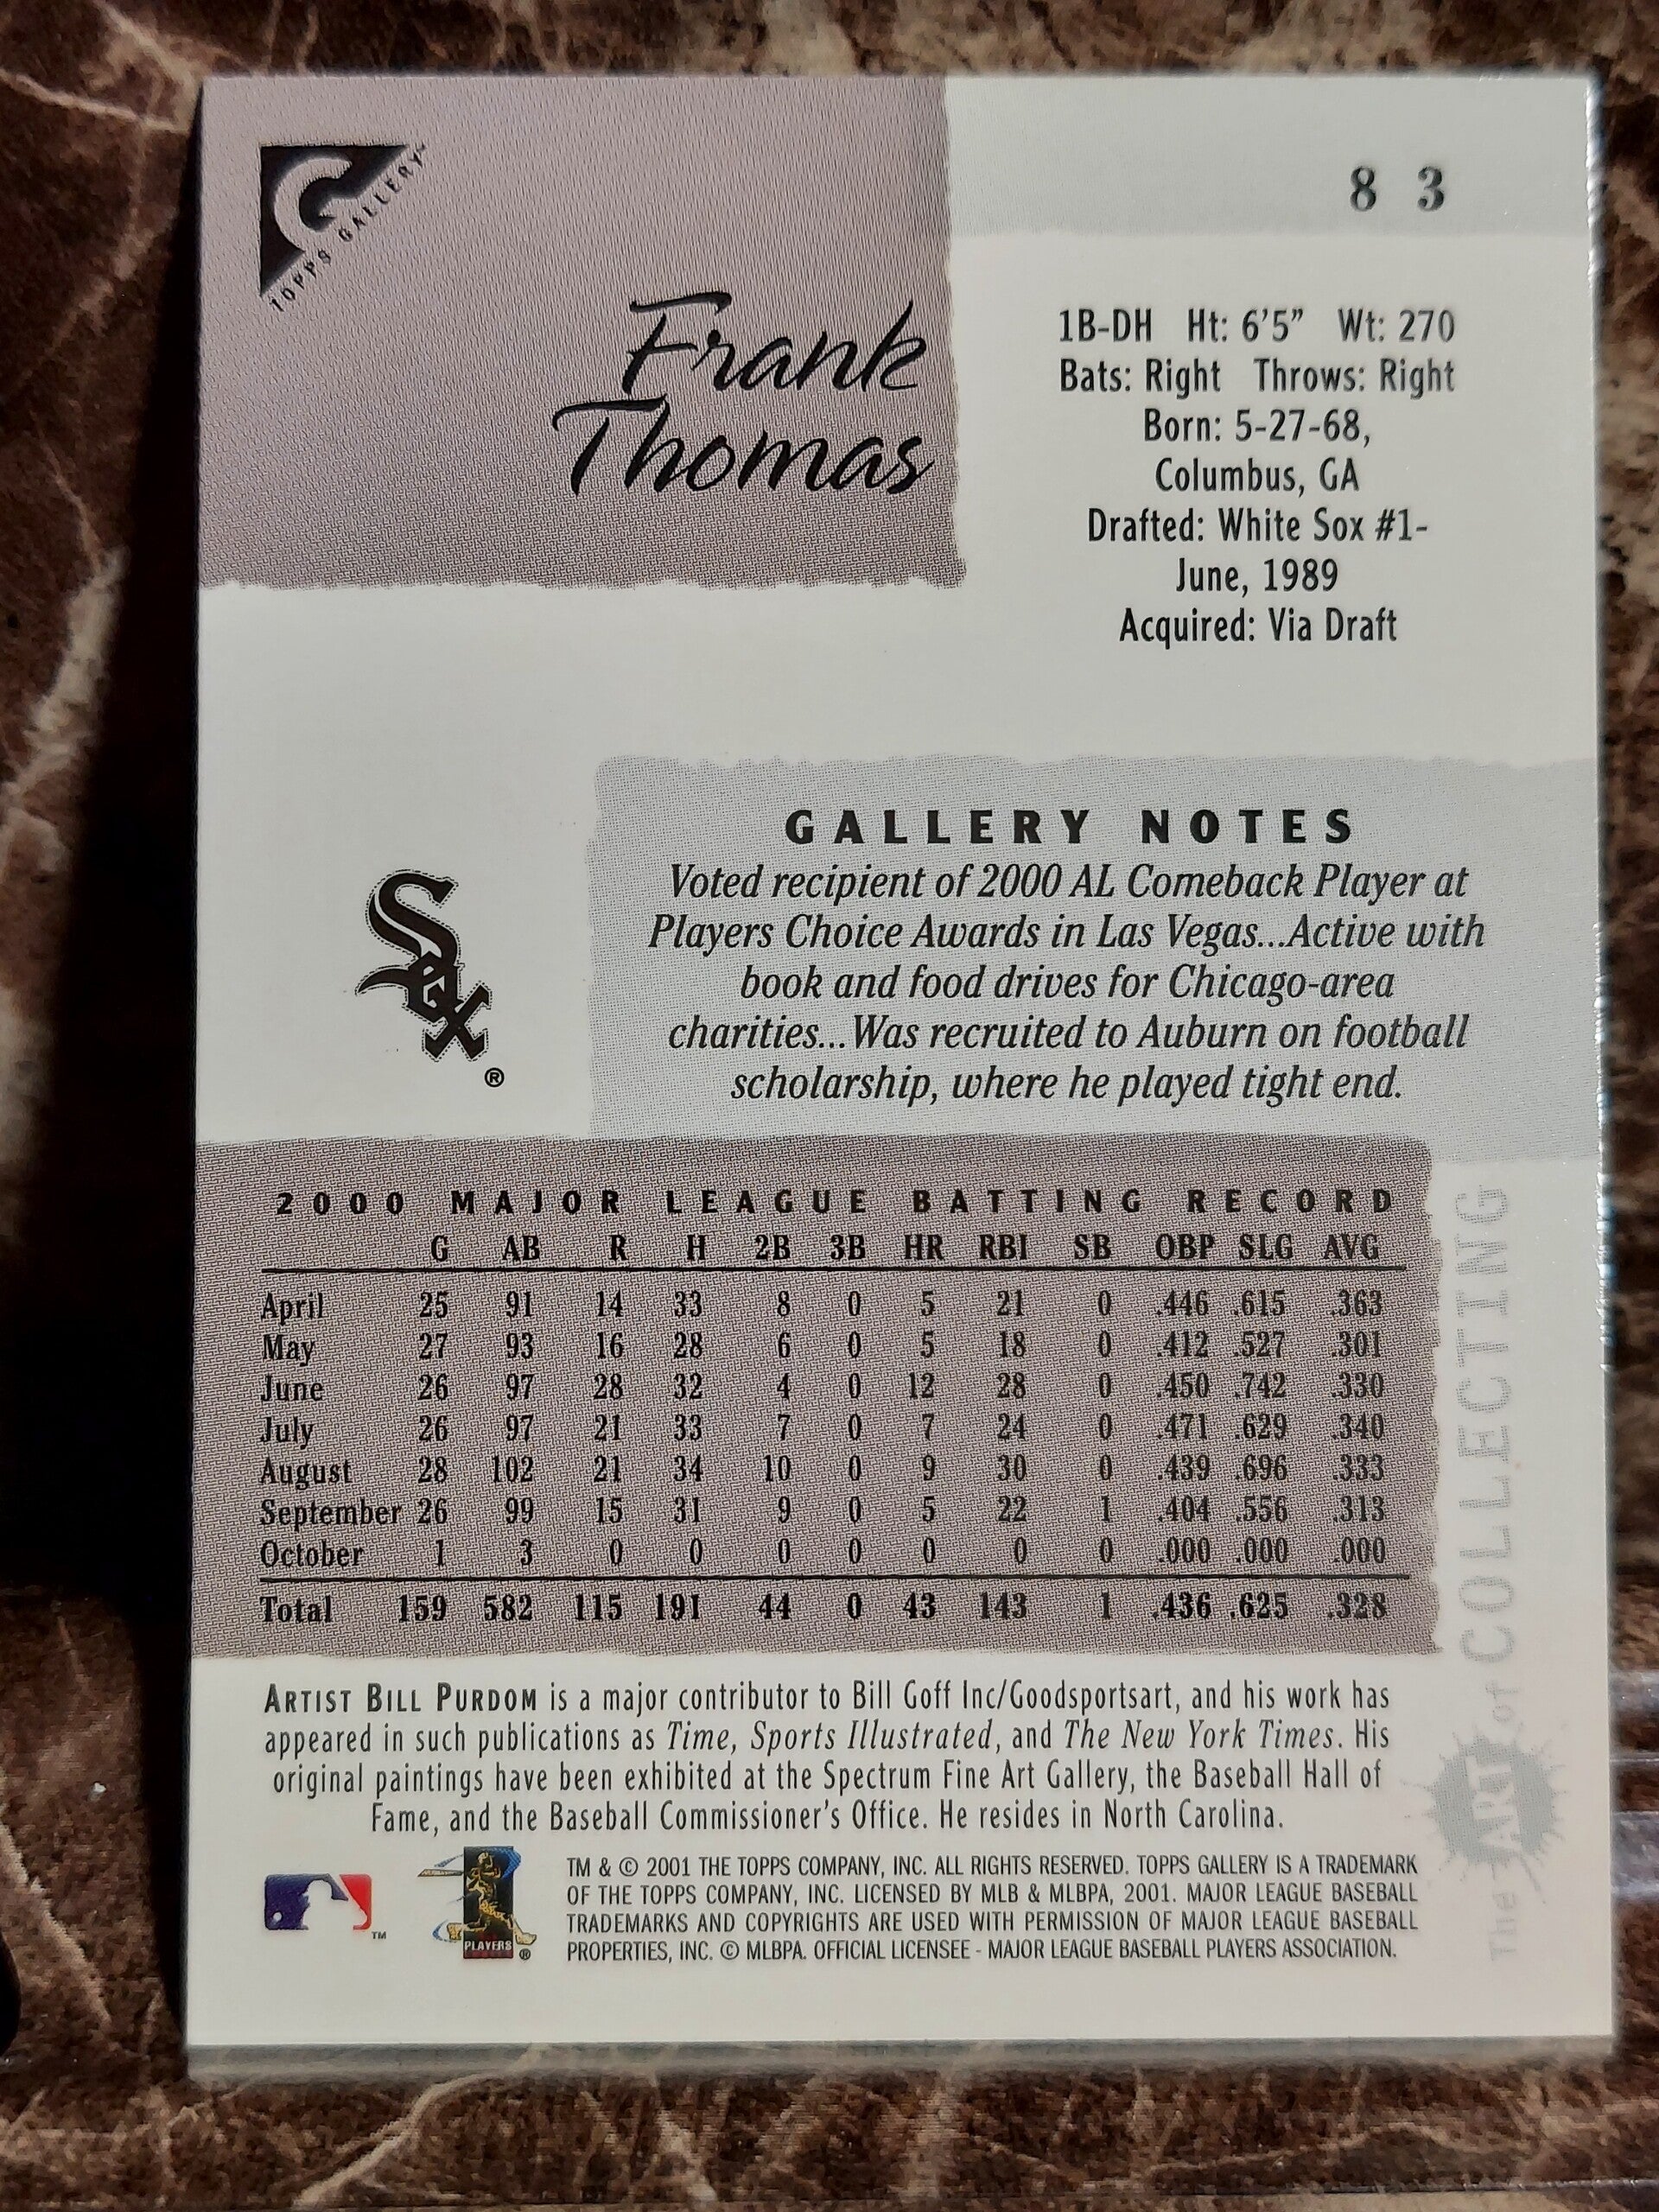 TOPPS GALLERY™
8 3
Frank
Thomas
1B-DH Ht: 6'5" Wt: 270
Bats: Right Throws: Right
Born: 5-27-68,
Columbus, GA
Drafted: White Sox #1-
June, 1989
Acquired: Via Draft
Sox
®
GALLERY NOTES
Voted recipient of 2000 AL Comeback Player at
Players Choice Awards in Las Vegas...Active with
book and food drives for Chicago-area
charities...Was recruited to Auburn on football
scholarship, where he played tight end.
2000 MAJOR LEAGUE BATTING RECORD
G AB R H 2B 3B HR RBI SB OBP SLG AVG
April 25 91 14 33 8 0 5 21 0 .446 .615 .363
May 27 93 16 28 6 0 5 18 0 .412 .527 .301
June 26 97 28 32 4 0 12 28 0 .450 .742 .330
July 26 97 21 33 7 0 7 24 0 .471 .629 .340
August 28 102 21 34 10 0 9 30 0 .439 .696 .333
September 26 99 15 31 9 0 5 22 1 .404 .556 .313
October 1 3 0 0 0 0 0 0 0 .000 .000 .000
Total 159 582 115 191 44 0 43 143 1 .436 .625 .328
The ART of COLLECTING
ARTIST BILL PURDOM is a major contributor to Bill Goff Inc/Goodsportsart, and his work has
appeared in such publications as Time, Sports Illustrated, and The New York Times. His
original paintings have been exhibited at the Spectrum Fine Art Gallery, the Baseball Hall of
Fame, and the Baseball Commissioner's Office. He resides in North Carolina.
TM
PLAYERS ®
TM & © 2001 THE TOPPS COMPANY, INC. ALL RIGHTS RESERVED. TOPPS GALLERY IS A TRADEMARK
OF THE TOPPS COMPANY, INC. LICENSED BY MLB & MLBPA, 2001. MAJOR LEAGUE BASEBALL
TRADEMARKS AND COPYRIGHTS ARE USED WITH PERMISSION OF MAJOR LEAGUE BASEBALL
PROPERTIES, INC. © MLBPA. OFFICIAL LICENSEE - MAJOR LEAGUE BASEBALL PLAYERS ASSOCIATION.